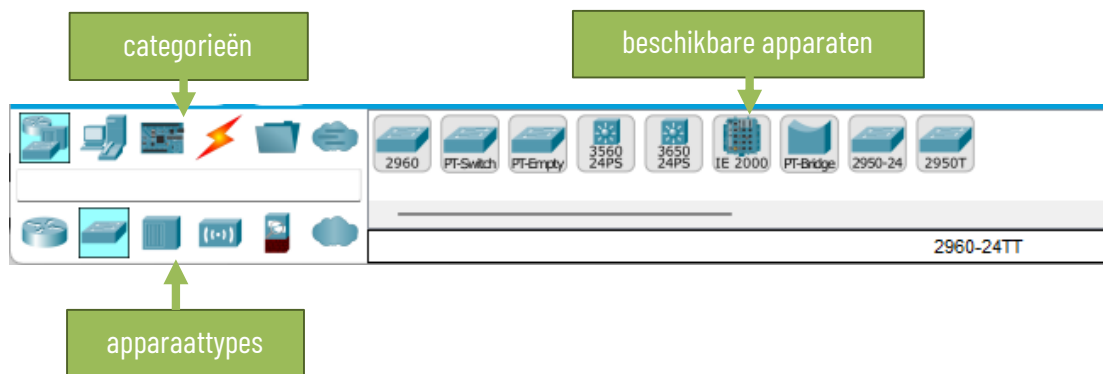 categorieën
beschikbare apparaten
2960
PT-Switch
PT-Empty
3560
24PS
3650
24PS
IE 2000
PT-Bridge
2950-24
2950T
2960-24TT
apparaattypes